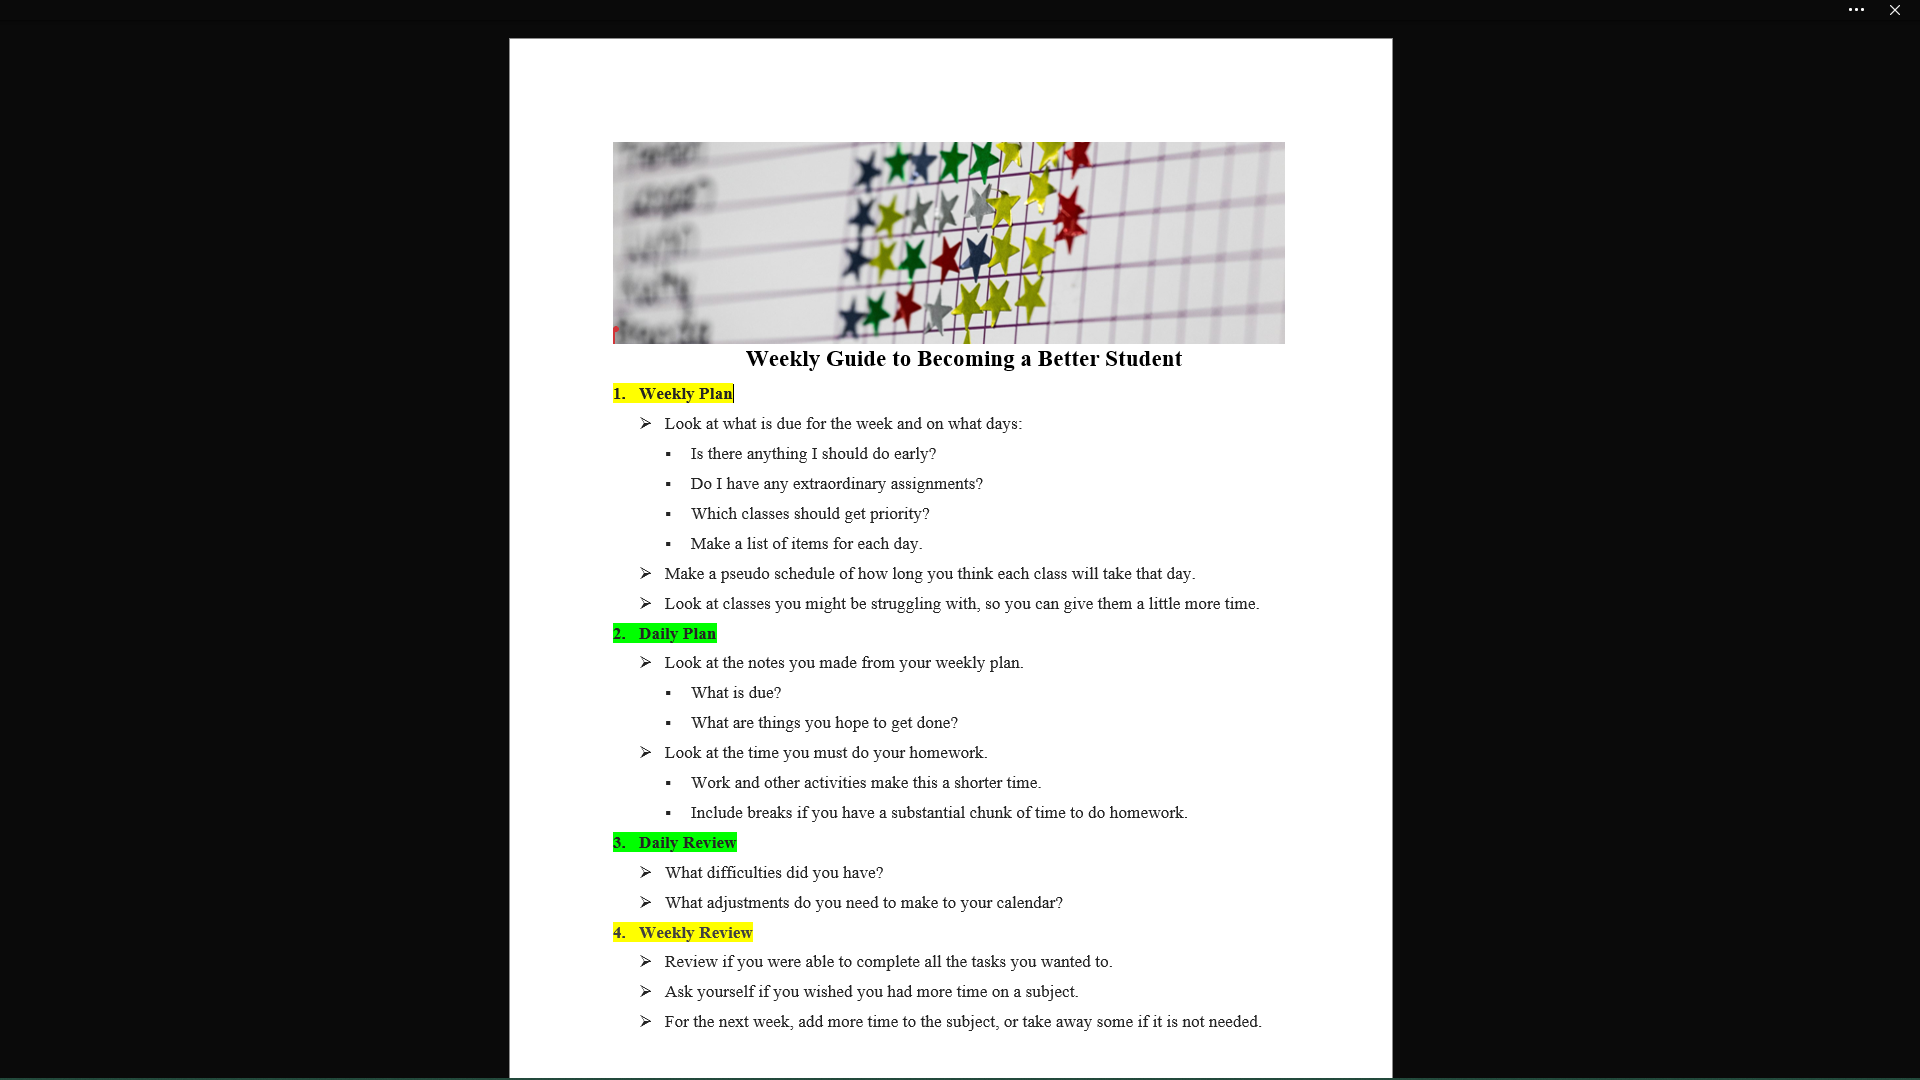 Weekly Guide to Becoming a Better Student
1. Weekly Plan
➢ Look at what is due for the week and on what days:
▪ Is there anything I should do early?
▪ Do I have any extraordinary assignments?
▪ Which classes should get priority?
▪ Make a list of items for each day.
➢ Make a pseudo schedule of how long you think each class will take that day.
➢ Look at classes you might be struggling with, so you can give them a little more time.
2. Daily Plan
➢ Look at the notes you made from your weekly plan.
▪ What is due?
▪ What are things you hope to get done?
➢ Look at the time you must do your homework.
▪ Work and other activities make this a shorter time.
▪ Include breaks if you have a substantial chunk of time to do homework.
3. Daily Review
➢ What difficulties did you have?
➢ What adjustments do you need to make to your calendar?
4. Weekly Review
➢ Review if you were able to complete all the tasks you wanted to.
➢ Ask yourself if you wished you had more time on a subject.
➢ For the next week, add more time to the subject, or take away some if it is not needed.